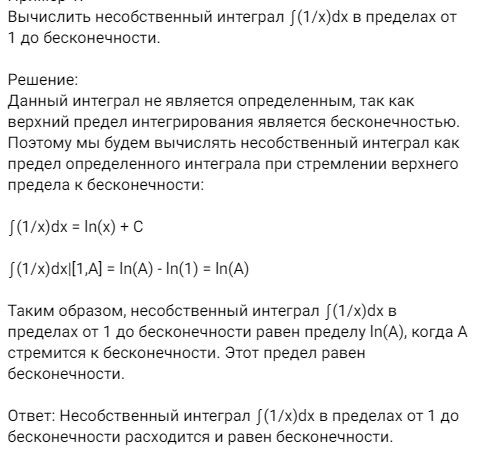 Вычислить несобственный интеграл ∫(1/x)dx в пределах от
1 до бесконечности.
Решение:
Данный интеграл не является определенным, так как
верхний предел интегрирования является бесконечностью.
Поэтому мы будем вычислять несобственный интеграл как
предел определенного интеграла при стремлении верхнего
предела к бесконечности:
∫(1/x)dx = ln(x) + C
∫(1/x)dx|[1,A] = ln(A) - ln(1) = ln(A)
Таким образом, несобственный интеграл ∫(1/x)dx в
пределах от 1 до бесконечности равен пределу ln(A), когда A
стремится к бесконечности. Этот предел равен
бесконечности.
Ответ: Несобственный интеграл ∫(1/x)dx в пределах от 1 до
бесконечности расходится и равен бесконечности.